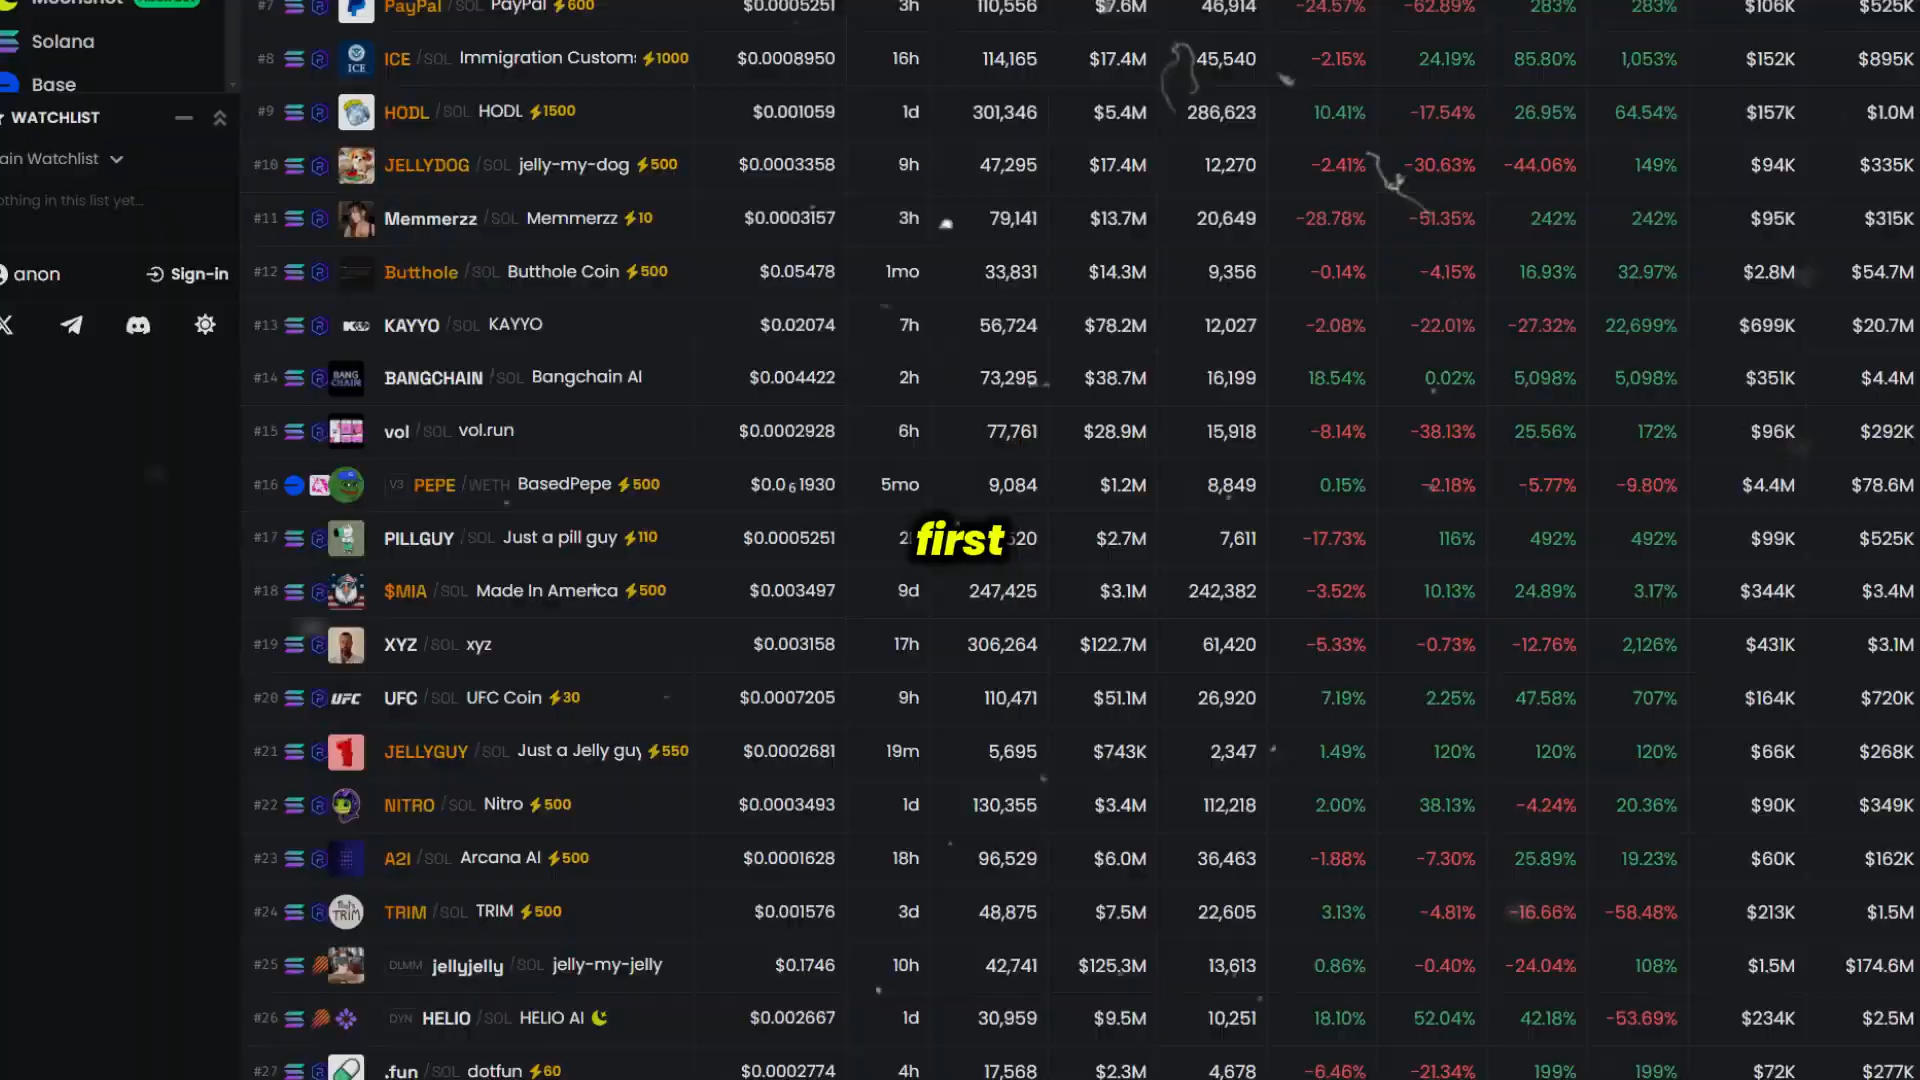 Moonshot
Solana
Base
WATCHLIST
ain Watchlist
othing in this list yet...
anon Sign-in
#7 PayPal /SOL PayPal 600 $0.0005251 3h 110,556 $7.6M 46,914 -24.57% -62.89% 283% 283% $106K $525K
#8 ICE ICE /SOL Immigration Customs 1000 $0.0008950 16h 114,165 $17.4M 45,540 -2.15% 24.19% 85.80% 1,053% $152K $895K
#9 HODL /SOL HODL 1500 $0.001059 1d 301,346 $5.4M 286,623 10.41% -17.54% 26.95% 64.54% $157K $1.0M
#10 JELLYDOG /SOL jelly-my-dog 500 $0.0003358 9h 47,295 $17.4M 12,270 -2.41% -30.63% -44.06% 149% $94K $335K
#11 Memmerzz /SOL Memmerzz 10 $0.0003157 3h 79,141 $13.7M 20,649 -28.78% -51.35% 242% 242% $95K $315K
#12 Butthole /SOL Butthole Coin 500 $0.05478 1mo 33,831 $14.3M 9,356 -0.14% -4.15% 16.93% 32.97% $2.8M $54.7M
#13 KAYYO /SOL KAYYO $0.02074 7h 56,724 $78.2M 12,027 -2.08% -22.01% -27.32% 22,699% $699K $20.7M
#14 BANG CHAIN BANGCHAIN /SOL Bangchain AI $0.004422 2h 73,295 $38.7M 16,199 18.54% 0.02% 5,098% 5,098% $351K $4.4M
#15 vol /SOL vol.run $0.0002928 6h 77,761 $28.9M 15,918 -8.14% -38.13% 25.56% 172% $96K $292K
#16 V3 PEPE /WETH BasedPepe 500 $0.0₆1930 5mo 9,084 $1.2M 8,849 0.15% -2.18% -5.77% -9.80% $4.4M $78.6M
#17 PILLGUY /SOL Just a pill guy 110 $0.0005251 2 first 520 $2.7M 7,611 -17.73% 116% 492% 492% $99K $525K
#18 $MIA /SOL Made In America 500 $0.003497 9d 247,425 $3.1M 242,382 -3.52% 10.13% 24.89% 3.17% $344K $3.4M
#19 XYZ /SOL xyz $0.003158 17h 306,264 $122.7M 61,420 -5.33% -0.73% -12.76% 2,126% $431K $3.1M
#20 UFC UFC /SOL UFC Coin 30 $0.0007205 9h 110,471 $51.1M 26,920 7.19% 2.25% 47.58% 707% $164K $720K
#21 JELLYGUY /SOL Just a Jelly guy 550 $0.0002681 19m 5,695 $743K 2,347 1.49% 120% 120% 120% $66K $268K
#22 NITRO /SOL Nitro 500 $0.0003493 1d 130,355 $3.4M 112,218 2.00% 38.13% -4.24% 20.36% $90K $349K
#23 A2I /SOL Arcana AI 500 $0.0001628 18h 96,529 $6.0M 36,463 -1.88% -7.30% 25.89% 19.23% $60K $162K
#24 TRIM TRIM /SOL TRIM 500 $0.001576 3d 48,875 $7.5M 22,605 3.13% -4.81% -16.66% -58.48% $213K $1.5M
#25 DLMM jellyjelly /SOL jelly-my-jelly $0.1746 10h 42,741 $125.3M 13,613 0.86% -0.40% -24.04% 108% $1.5M $174.6M
#26 DYN HELIO /SOL HELIO AI $0.002667 1d 30,959 $9.5M 10,251 18.10% 52.04% 42.18% -53.69% $234K $2.5M
#27 .fun /SOL dotfun 60 $0.0002774 4h 17,568 $2.3M 4,678 -6.46% -21.34% 199% 199% $72K $277K